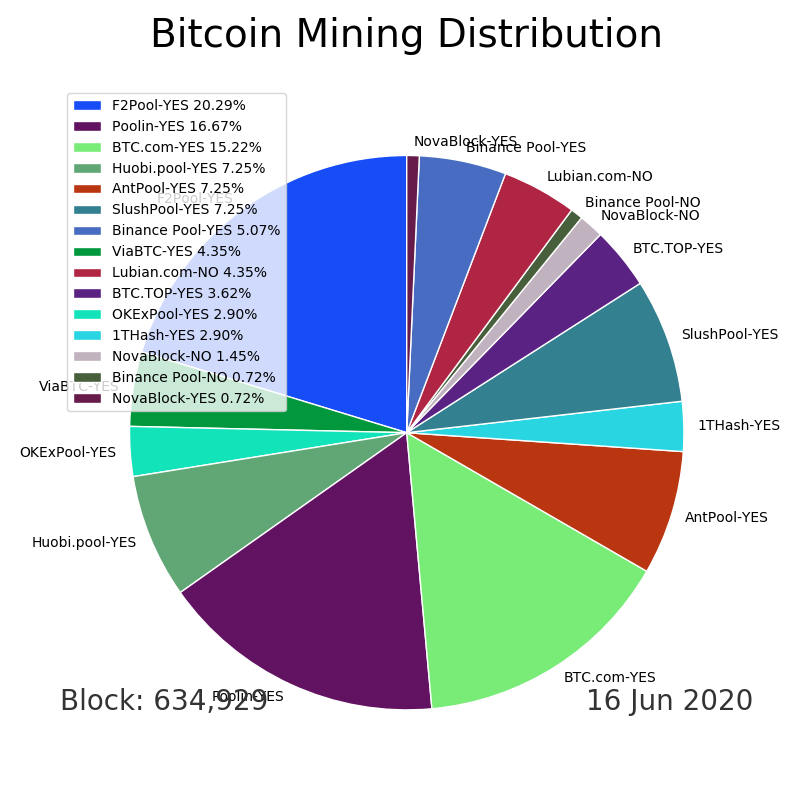 Bitcoin Mining Distribution
F2Pool-YES 20.29%
Poolin-YES 16.67%
BTC.com-YES 15.22%
Huobi.pool-YES 7.25%
AntPool-YES 7.25%
SlushPool-YES 7.25%
Binance Pool-YES 5.07%
ViaBTC-YES 4.35%
Lubian.com-NO 4.35%
BTC.TOP-YES 3.62%
OKExPool-YES 2.90%
1THash-YES 2.90%
NovaBlock-NO 1.45%
Binance Pool-NO 0.72%
NovaBlock-YES 0.72%
NovaBlock-YES
Binance Pool-YES
Lubian.com-NO
Binance Pool-NO
NovaBlock-NO
BTC.TOP-YES
SlushPool-YES
1THash-YES
AntPool-YES
BTC.com-YES
Poolin-YES
Huobi.pool-YES
OKExPool-YES
ViaBTC-YES
F2Pool-YES
Block: 634,929
16 Jun 2020